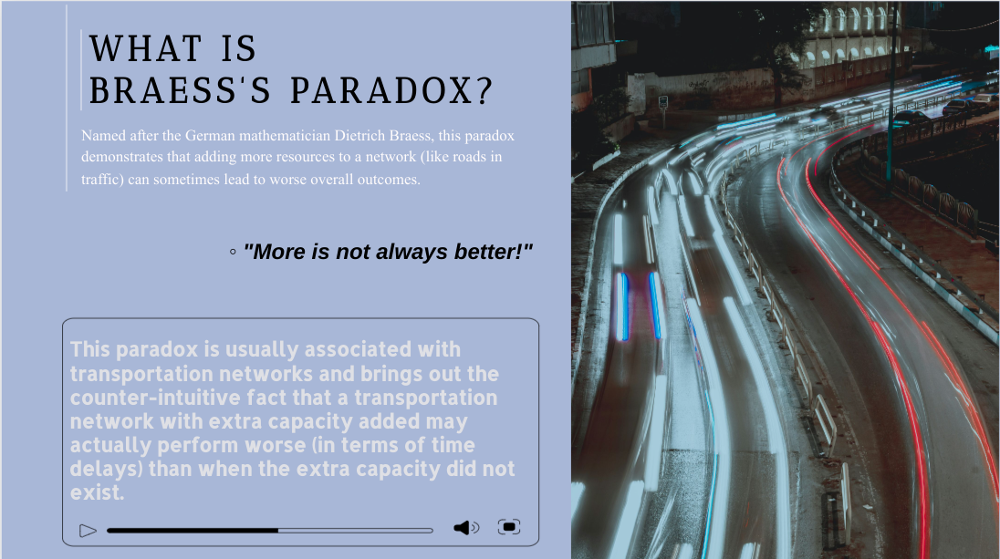 WHAT IS
BRAESS'S PARADOX?
Named after the German mathematician Dietrich Braess, this paradox
demonstrates that adding more resources to a network (like roads in
traffic) can sometimes lead to worse overall outcomes.
◦ "More is not always better!"
This paradox is usually associated with
transportation networks and brings out the
counter-intuitive fact that a transportation
network with extra capacity added may
actually perform worse (in terms of time
delays) than when the extra capacity did not
exist.